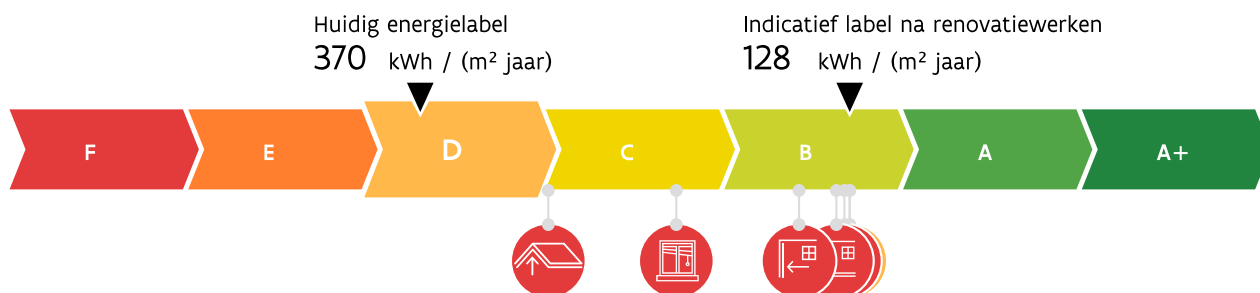 Huidig energielabel
370 kWh / (m² jaar)
Indicatief label na renovatiewerken
128 kWh / (m² jaar)
F E D C B A A+